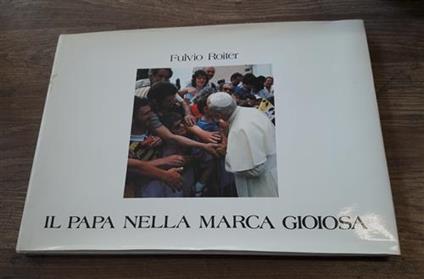 Fulvio Roiter
IL PAPA NELLA MARCA GIOIOSA